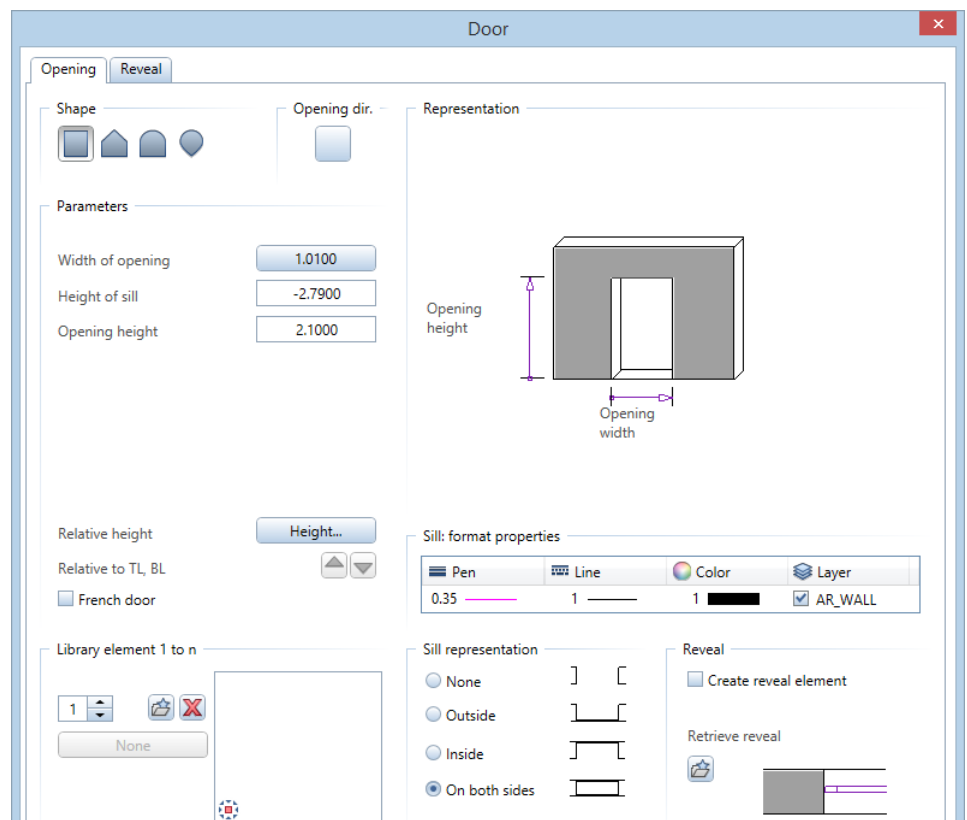 Door
Opening
Reveal
Shape
Opening dir.
Representation
Parameters
Width of opening 1.0100
Height of sill -2.7900
Opening height 2.1000
Opening
height
Opening
width
Relative height Height...
Relative to TL, BL
French door
Sill: format properties
Pen Line Color Layer
0.35 1 1 AR_WALL
Library element 1 to n
1
None
Sill representation
None
Outside
Inside
On both sides
Reveal
Create reveal element
Retrieve reveal